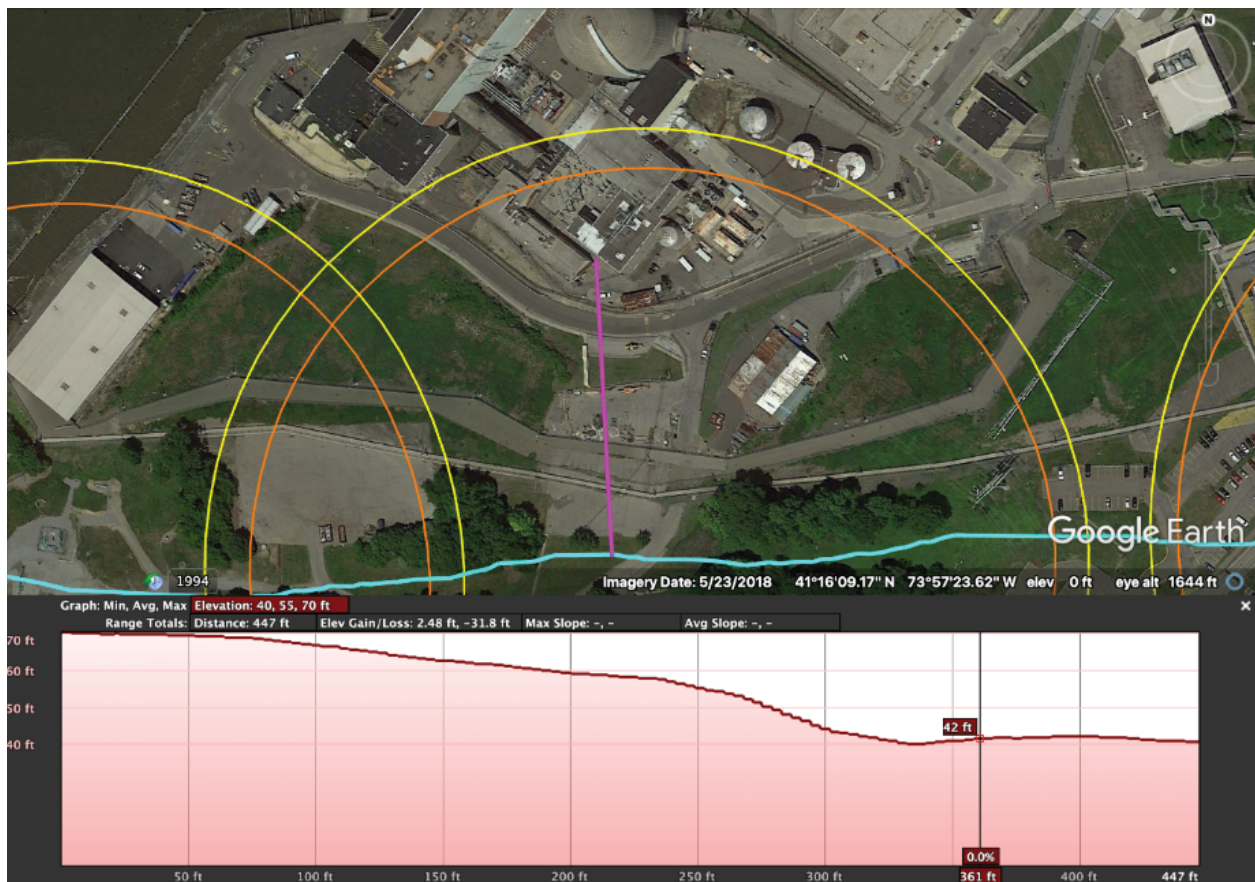 N
Google Earth
1994
Imagery Date: 5/23/2018 41°16'09.17" N 73°57'23.62" W elev 0 ft eye alt 1644 ft
Graph: Min, Avg, Max Elevation: 40, 55, 70 ft
Range Totals: Distance: 447 ft Elev Gain/Loss: 2.48 ft, -31.8 ft Max Slope: -, - Avg Slope: -, -
70 ft
60 ft
50 ft
42 ft
40 ft
0.0%
50 ft 100 ft 150 ft 200 ft 250 ft 300 ft 361 ft 400 ft 447 ft